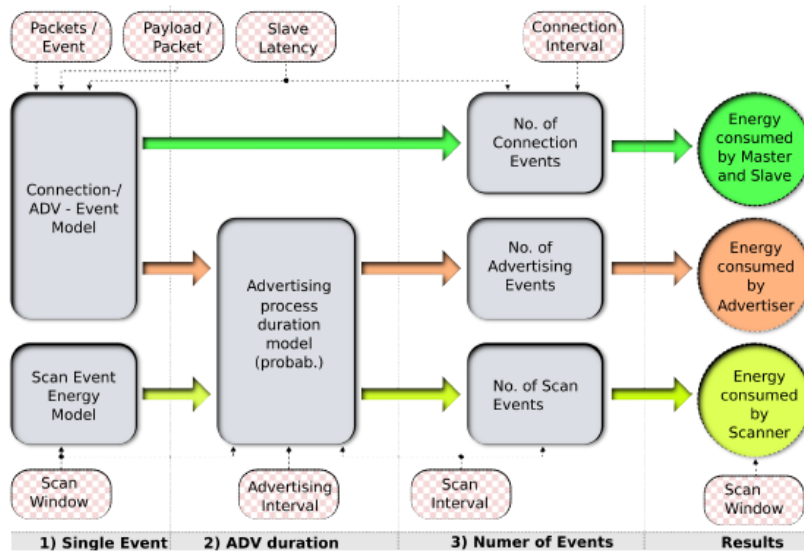 Packets /
Event
Payload /
Packet
Slave
Latency
Connection
Interval
Connection-/
ADV - Event
Model
No. of
Connection
Events
Energy
consumed
by Master
and Slave
Advertising
process
duration
model
(probab.)
No. of
Advertising
Events
Energy
consumed
by
Advertiser
Scan Event
Energy
Model
No. of Scan
Events
Energy
consumed
by
Scanner
Scan
Window
Advertising
Interval
Scan
Interval
Scan
Window
1) Single Event
2) ADV duration
3) Numer of Events
Results